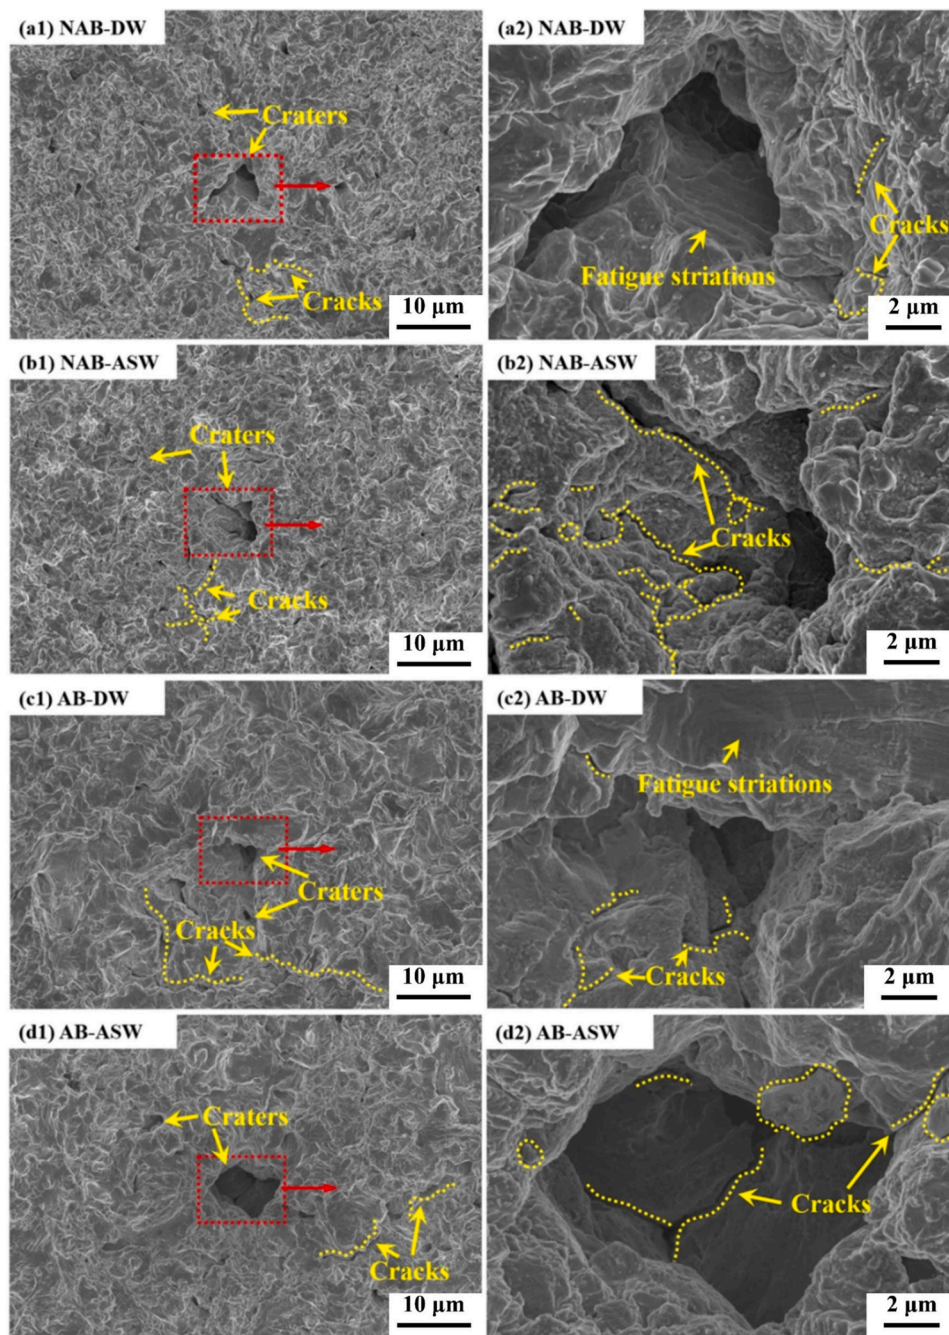 (a1) NAB-DW
Craters
Cracks
10 μm
(a2) NAB-DW
Cracks
Fatigue striations
2 μm
(b1) NAB-ASW
Craters
Cracks
10 μm
(b2) NAB-ASW
Cracks
2 μm
(c1) AB-DW
Craters
Cracks
10 μm
(c2) AB-DW
Fatigue striations
Cracks
2 μm
(d1) AB-ASW
Craters
Cracks
10 μm
(d2) AB-ASW
Cracks
2 μm